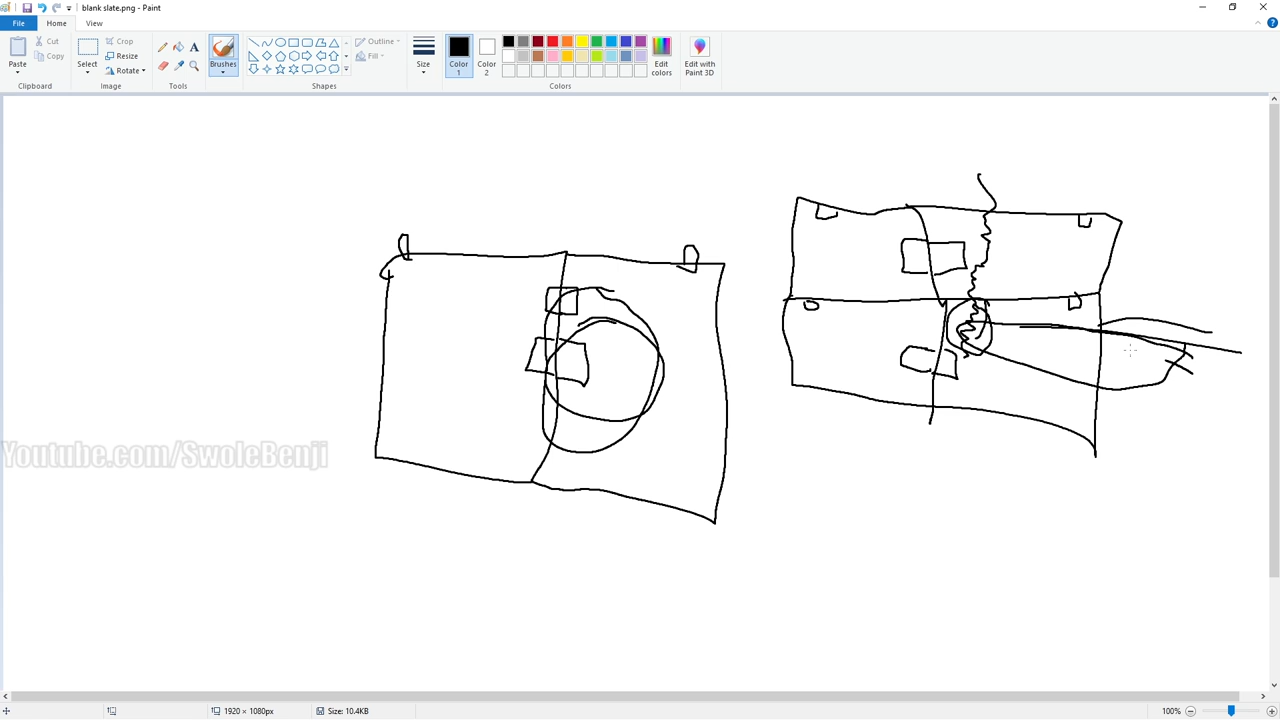 blank slate.png - Paint
File Home View
Paste Cut Copy Clipboard
Select Crop Resize Rotate Image
Tools
Brushes
Shapes Outline Fill
Size
Color 1 Color 2 Edit colors Colors
Edit with Paint 3D
Youtube.com/SwoleBenji
1920 × 1080px Size: 10.4KB 100%